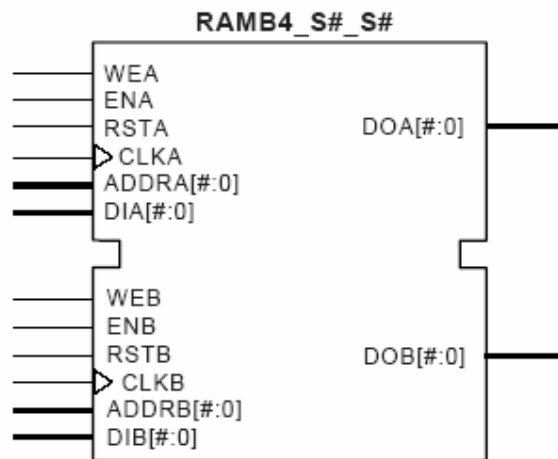 RAMB4_S#_S#
WEA
ENA
RSTA
DOA[#:0]
CLKA
ADDRA[#:0]
DIA[#:0]
WEB
ENB
RSTB
DOB[#:0]
CLKB
ADDRB[#:0]
DIB[#:0]